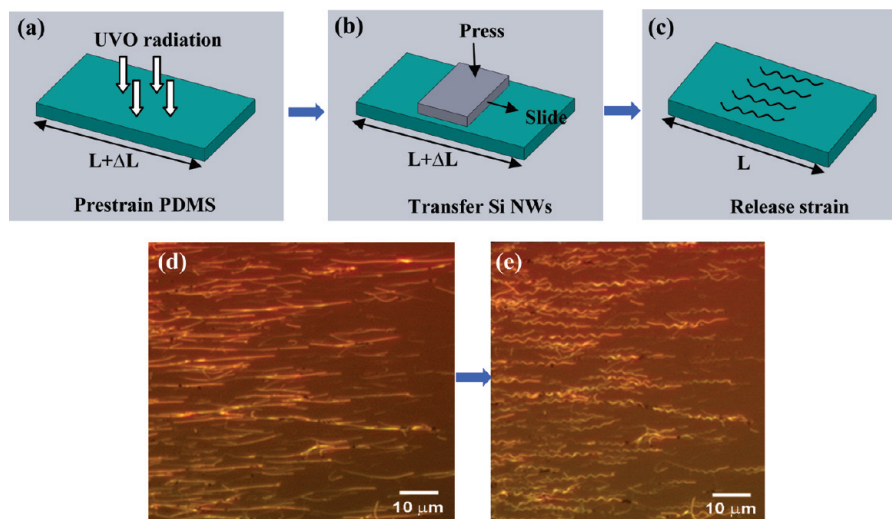 (a)
UVO radiation
L+ΔL
Prestrain PDMS
(b)
Press
Slide
L+ΔL
Transfer Si NWs
(c)
L
Release strain
(d)
10 μm
(e)
10 μm